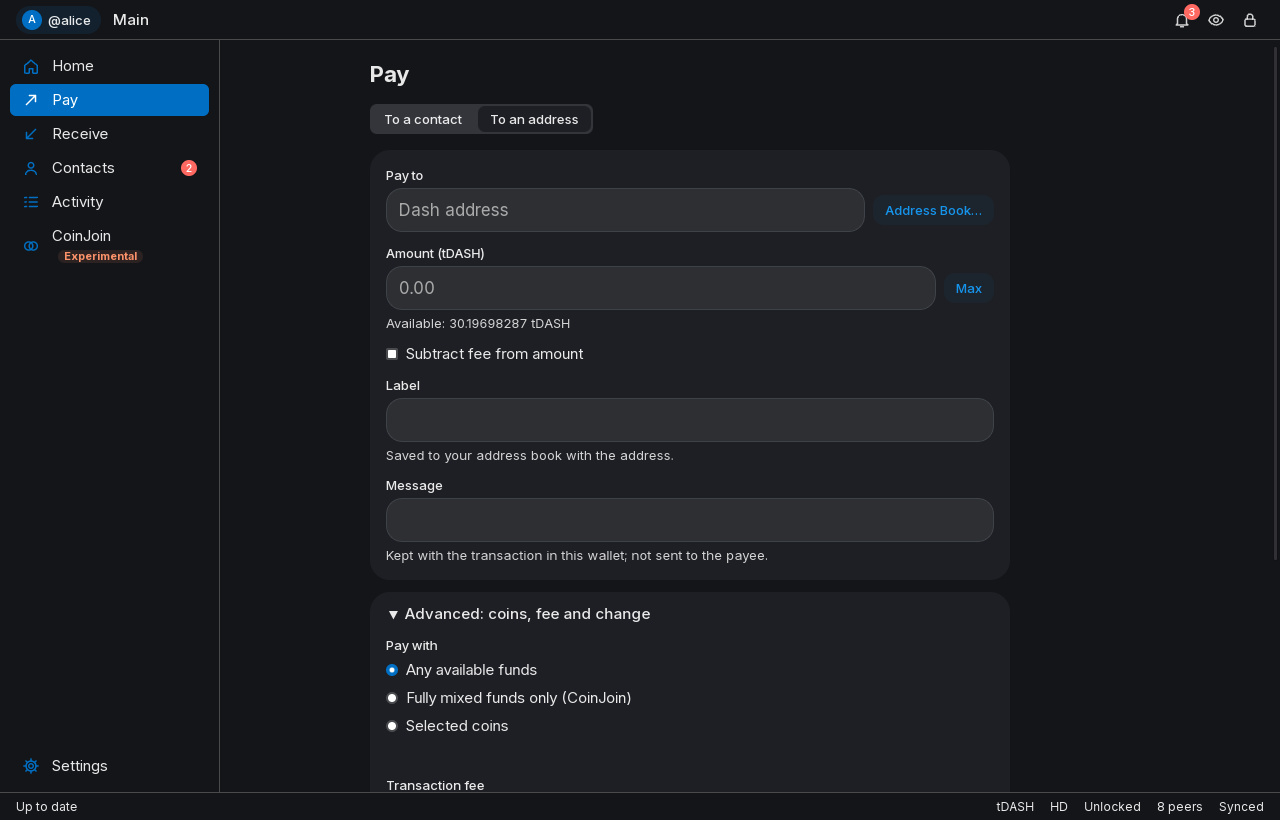 A @alice Main 3
Home
Pay
Receive
Contacts 2
Activity
CoinJoin
Experimental
Settings
Pay
To a contact To an address
Pay to
Dash address Address Book...
Amount (tDASH)
0.00 Max
Available: 30.19698287 tDASH
Subtract fee from amount
Label
Saved to your address book with the address.
Message
Kept with the transaction in this wallet; not sent to the payee.
Advanced: coins, fee and change
Pay with
Any available funds
Fully mixed funds only (CoinJoin)
Selected coins
Transaction fee
Up to date tDASH HD Unlocked 8 peers Synced